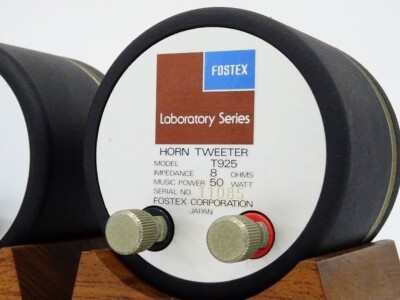 FOSTEX
Laboratory Series
HORN TWEETER
MODEL T925
IMPEDANCE 8 OHMS
MUSIC POWER 50 WATT
SERIAL NO. 11085
FOSTEX CORPORATION
JAPAN